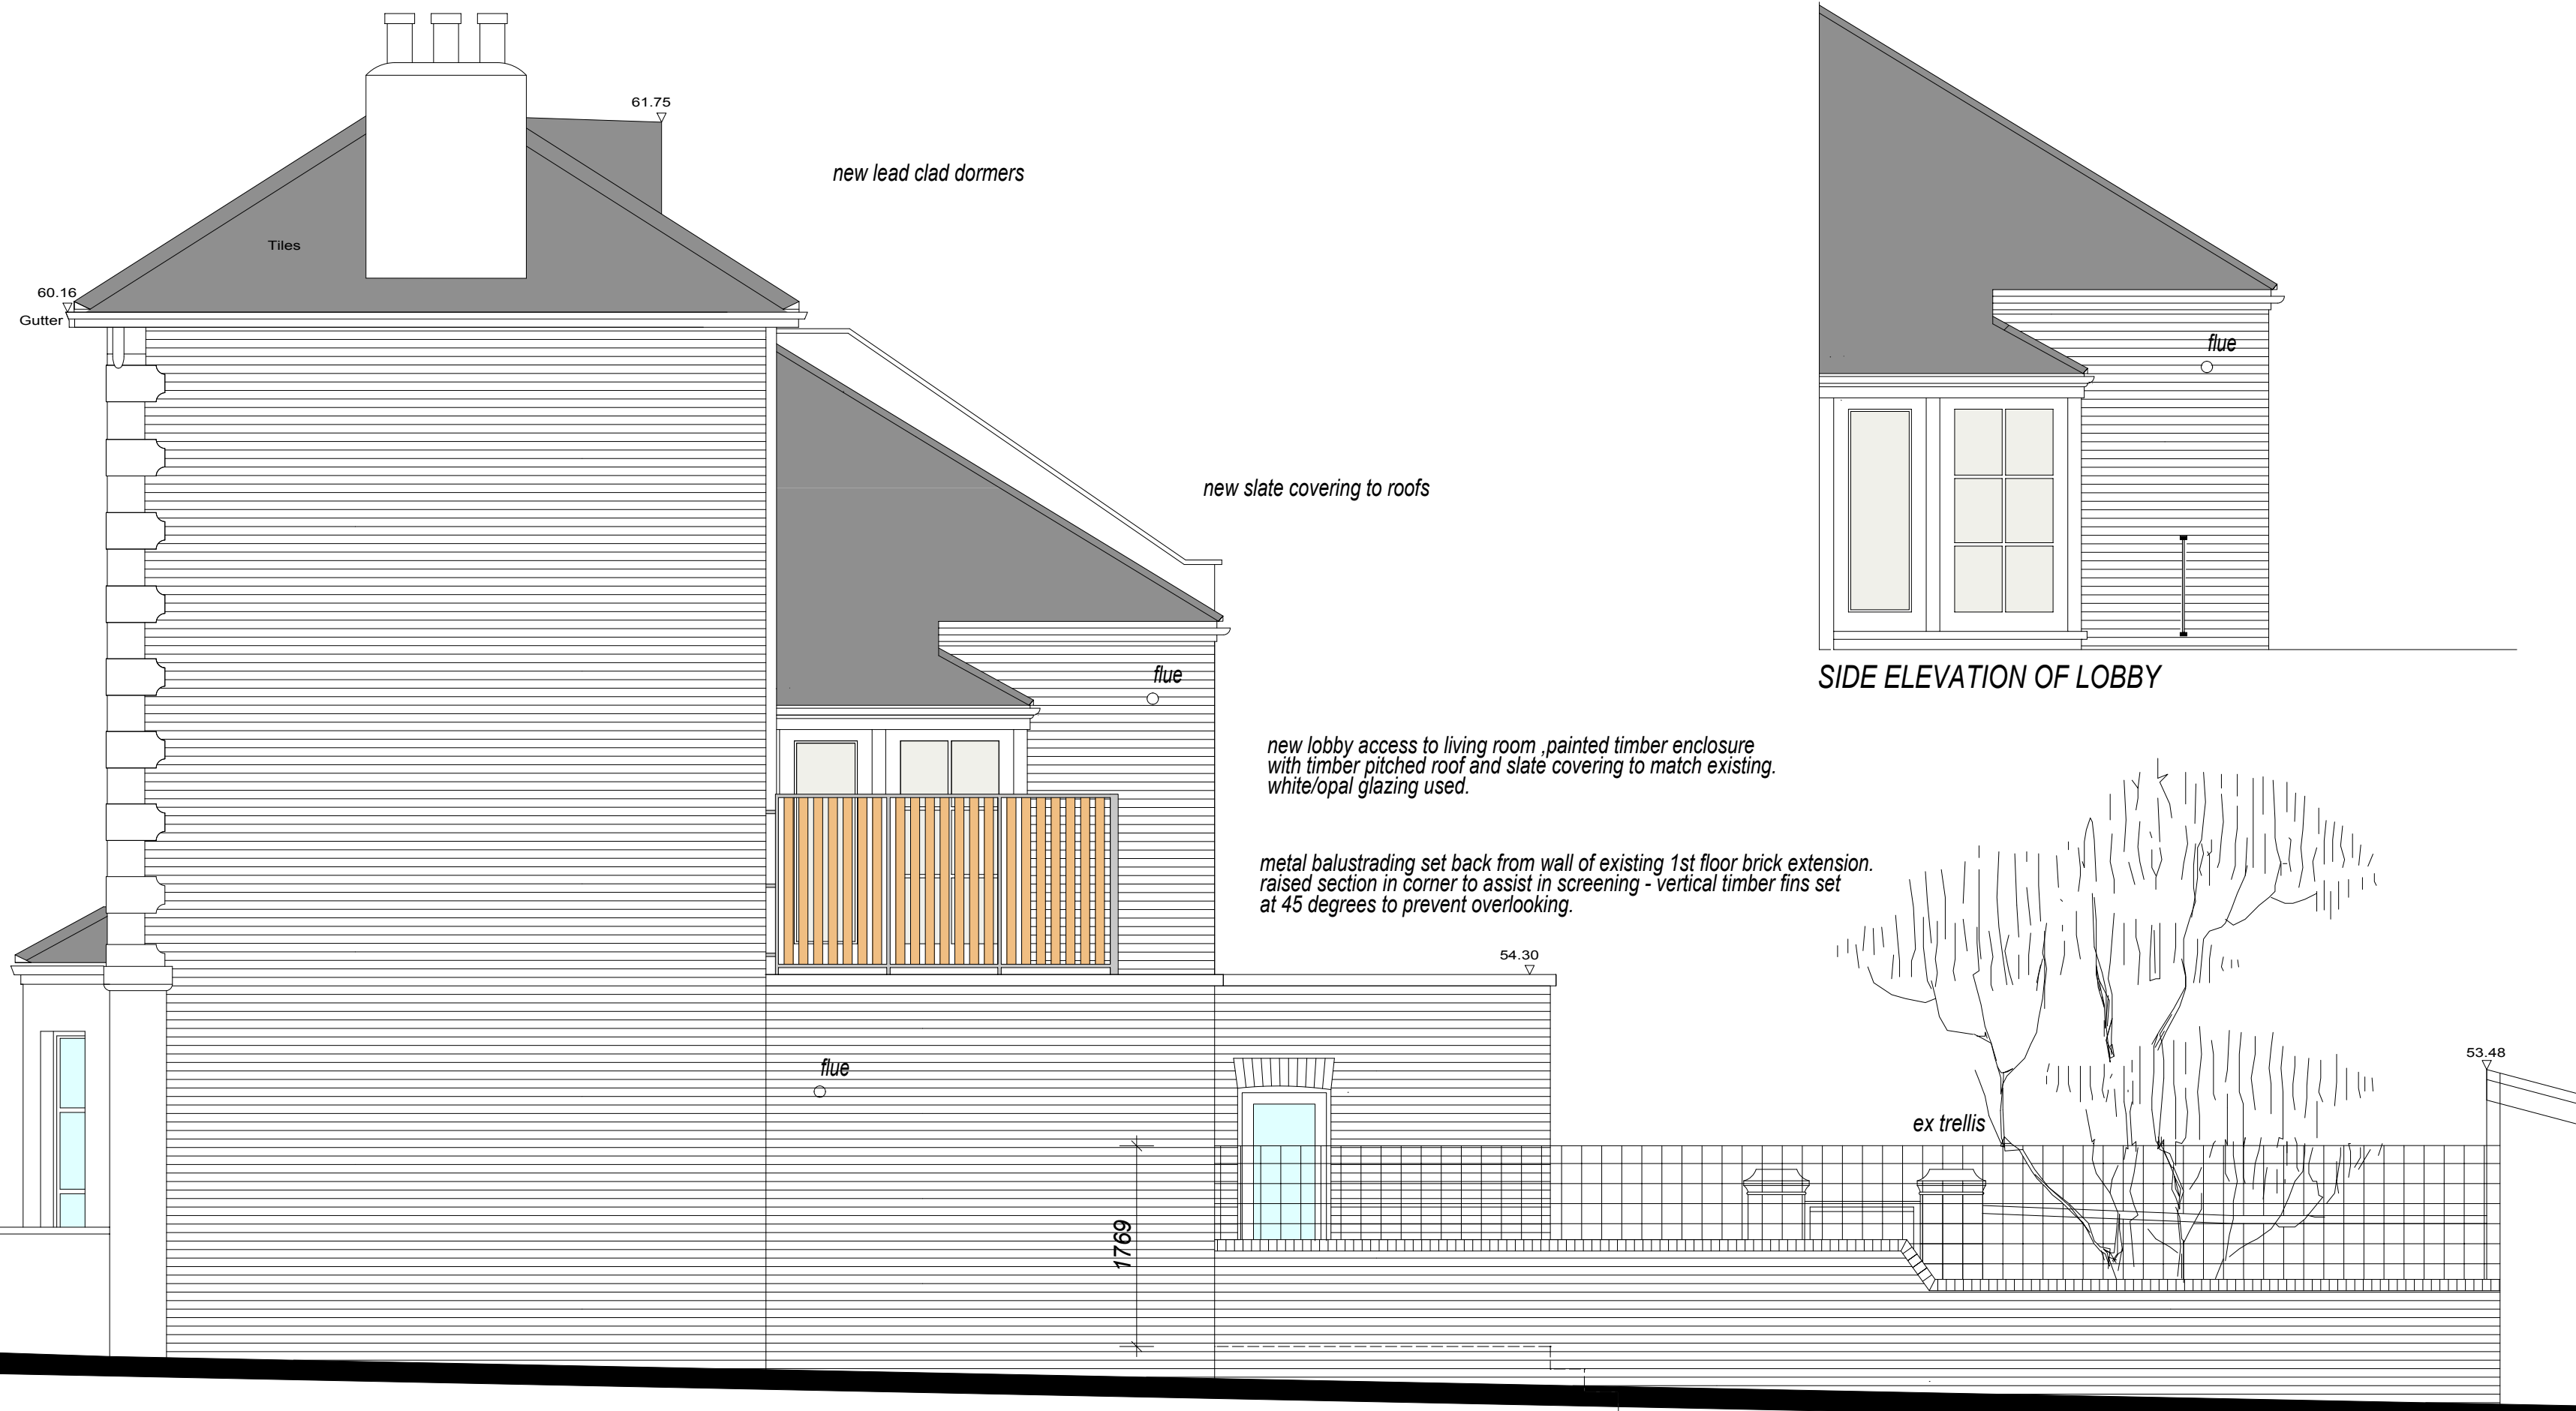 61.75
new lead clad dormers
Tiles
60.16
Gutter
flue
new slate covering to roofs
flue
SIDE ELEVATION OF LOBBY
new lobby access to living room ,painted timber enclosure
with timber pitched roof and slate covering to match existing.
white/opal glazing used.
metal balustrading set back from wall of existing 1st floor brick extension.
raised section in corner to assist in screening - vertical timber fins set
at 45 degrees to prevent overlooking.
54.30
53.48
flue
ex trellis
1769